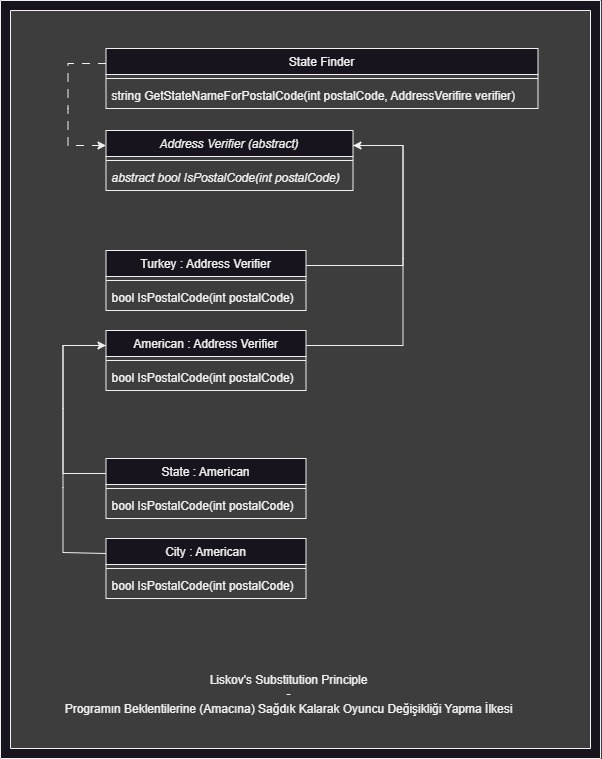 State Finder
string GetStateNameForPostalCode(int postalCode, AddressVerifire verifier)
Address Verifier (abstract)
abstract bool IsPostalCode(int postalCode)
Turkey : Address Verifier
bool IsPostalCode(int postalCode)
American : Address Verifier
bool IsPostalCode(int postalCode)
State : American
bool IsPostalCode(int postalCode)
City : American
bool IsPostalCode(int postalCode)
Liskov's Substitution Principle
-
Programın Beklentilerine (Amacına) Sağdık Kalarak Oyuncu Değişikliği Yapma İlkesi